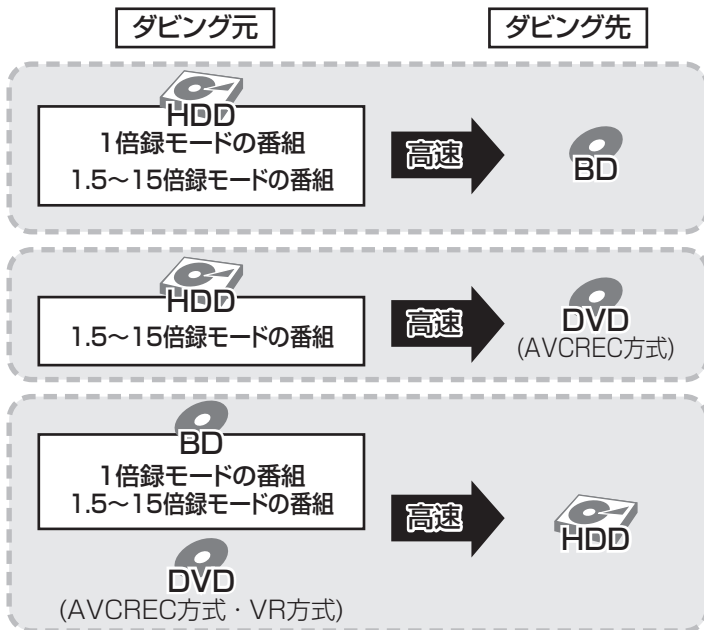 ダビング元
ダビング先
HDD
1倍録モードの番組
1.5～15倍録モードの番組
高速
BD
HDD
1.5～15倍録モードの番組
高速
DVD
(AVCREC方式)
BD
1倍録モードの番組
1.5～15倍録モードの番組
DVD
(AVCREC方式・VR方式)
高速
HDD